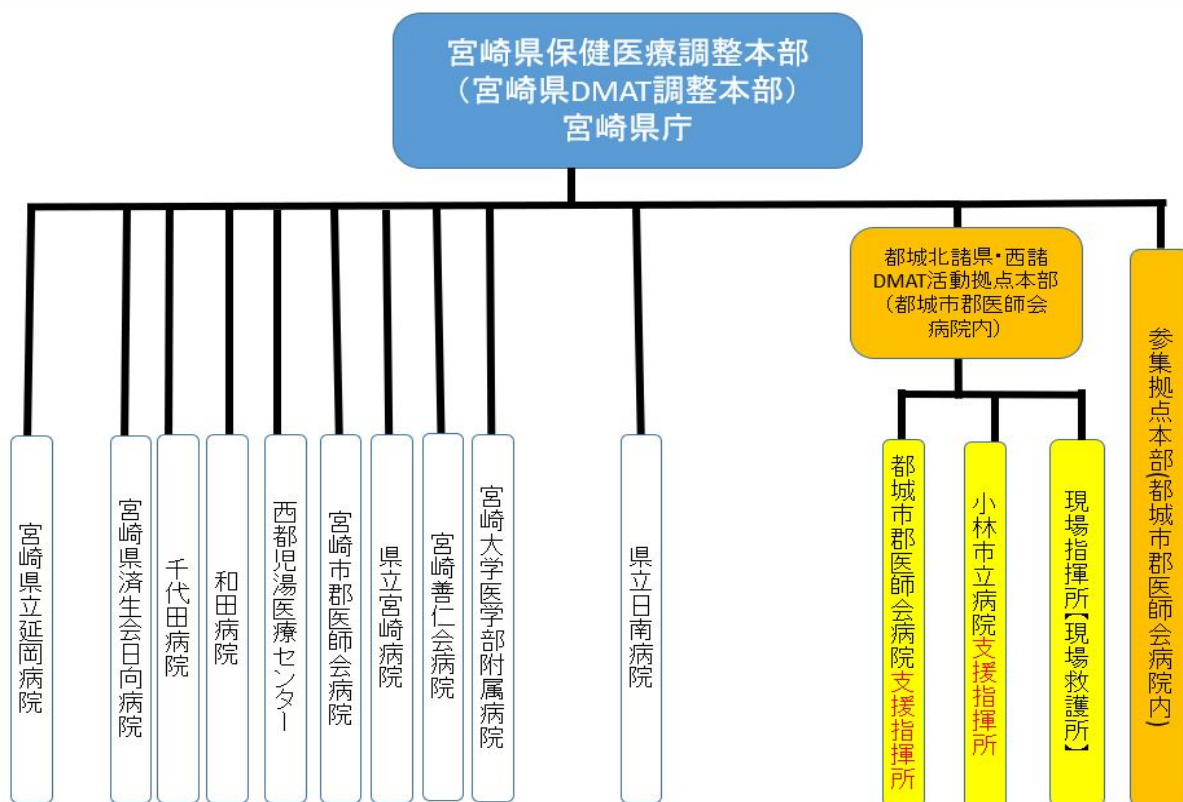 宮崎県保健医療調整本部
（宮崎県DMAT調整本部）
宮崎県庁
都城北諸県・西諸
DMAT活動拠点本部
（都城市郡医師会
病院内）
宮崎県立延岡病院
宮崎県済生会日向病院
千代田病院
和田病院
西都児湯医療センター
宮崎市郡医師会病院
県立宮崎病院
宮崎善仁会病院
宮崎大学医学部附属病院
県立日南病院
都城市郡医師会病院支援指揮所
小林市立病院支援指揮所
現場指揮所【現場救護所】
参集拠点本部(都城市郡医師会病院内)